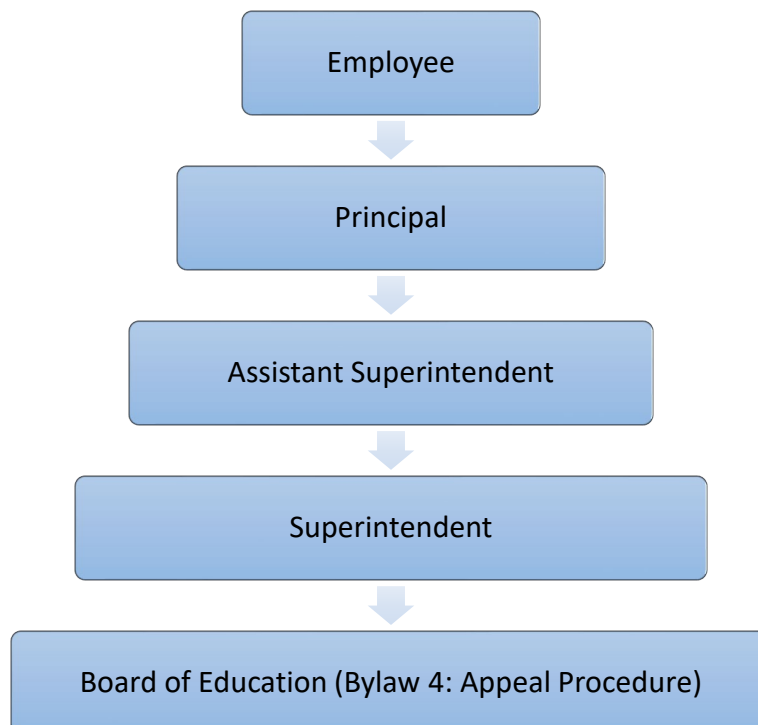 Employee
Principal
Assistant Superintendent
Superintendent
Board of Education (Bylaw 4: Appeal Procedure)